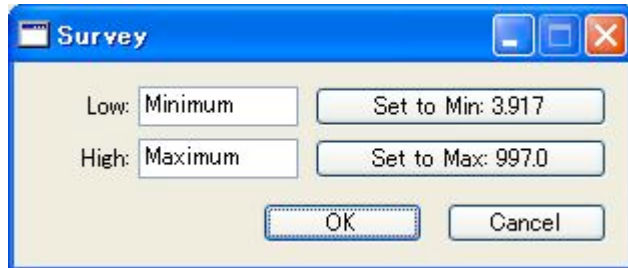 Survey
Low: Minimum Set to Min: 3.917
High: Maximum Set to Max: 997.0
OK Cancel